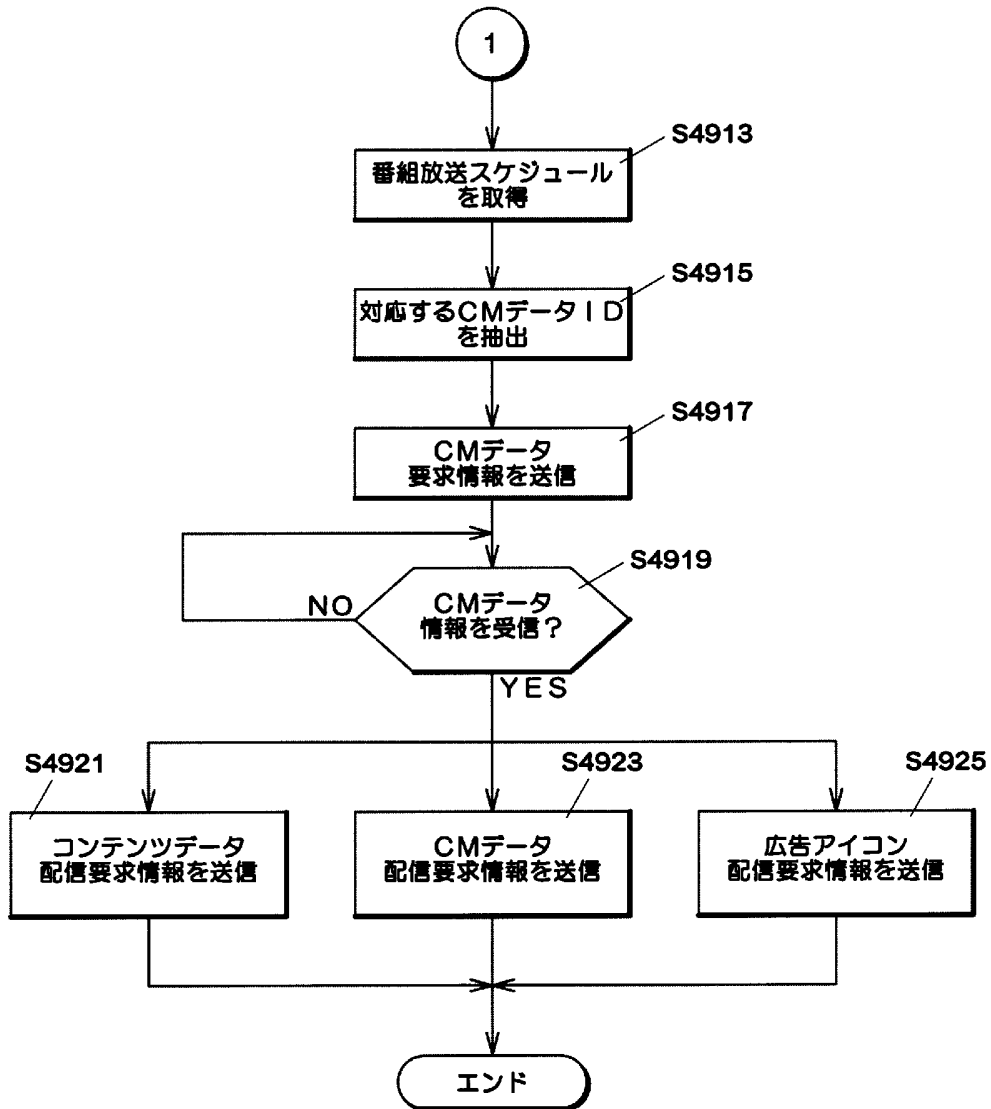 1
S4913
番組放送スケジュール
を取得
S4915
対応するCMデータID
を抽出
S4917
CMデータ
要求情報を送信
S4919
NO
CMデータ
情報を受信？
YES
S4921
コンテンツデータ
配信要求情報を送信
S4923
CMデータ
配信要求情報を送信
S4925
広告アイコン
配信要求情報を送信
エンド